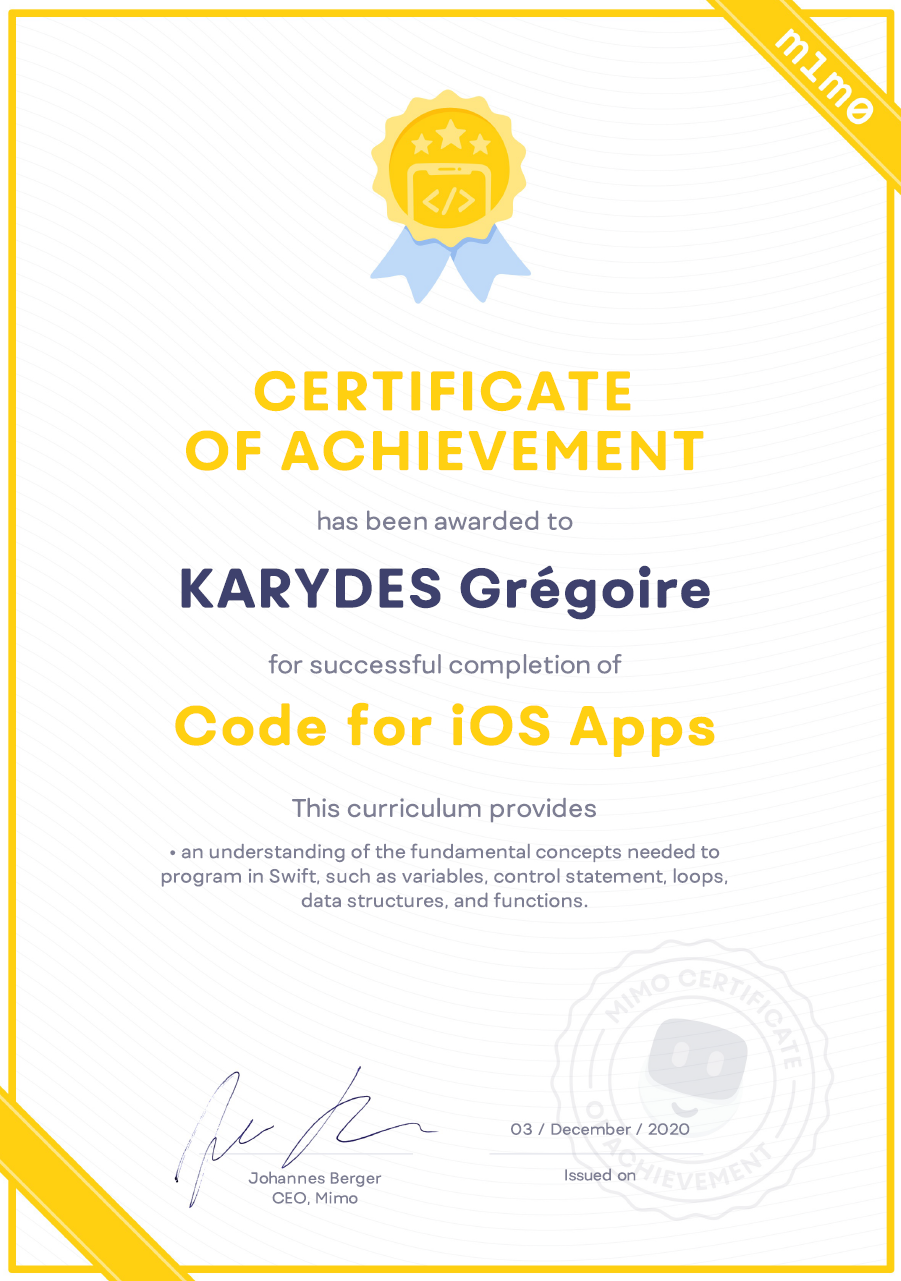 m1m0
</>
CERTIFICATE
OF ACHIEVEMENT
has been awarded to
KARYDES Grégoire
for successful completion of
Code for iOS Apps
This curriculum provides
• an understanding of the fundamental concepts needed to
program in Swift, such as variables, control statement, loops,
data structures, and functions.
MIMO CERTIFICATE
OF ACHIEVEMENT
03 / December / 2020
Issued on
Johannes Berger
CEO, Mimo